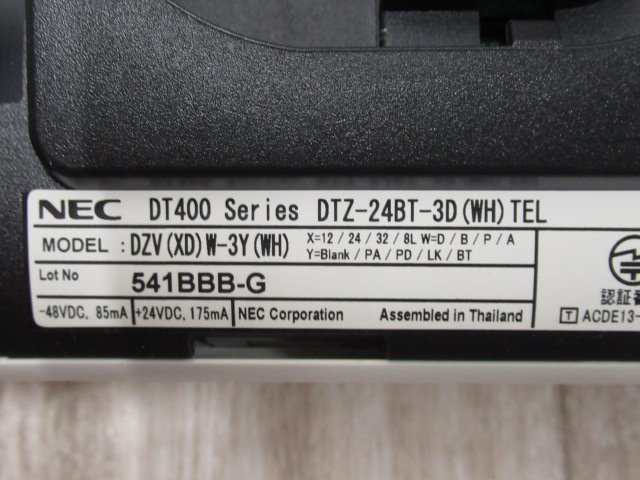 NEC DT400 Series DTZ-24BT-3D(WH)TEL
MODEL : DZV(XD)W-3Y(WH) X=12 / 24 / 32 / 8L W=D / B / P / A
Y=Blank / PA / PD / LK / BT
Lot No 541BBB-G
認証番
-48VDC, 85mA +24VDC, 175mA NEC Corporation Assembled in Thailand T ACDE13-